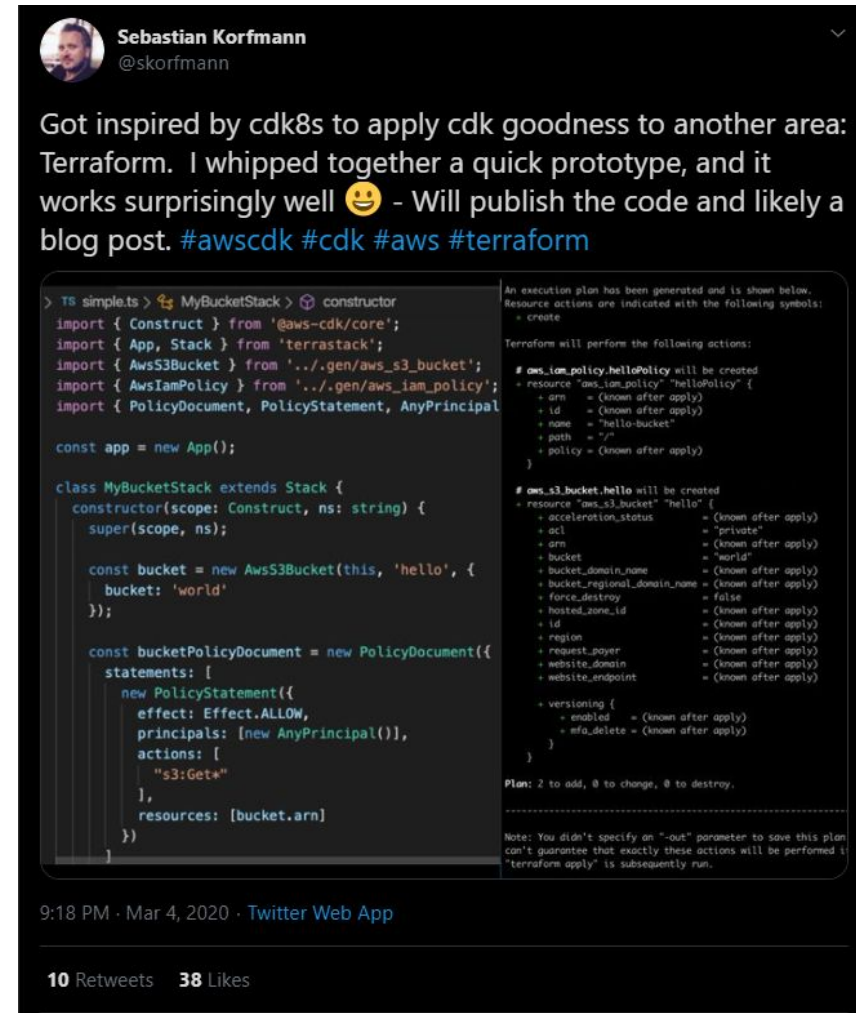 Sebastian Korfmann
@skorfmann
Got inspired by cdk8s to apply cdk goodness to another area:
Terraform. I whipped together a quick prototype, and it
works surprisingly well 😀 - Will publish the code and likely a
blog post. #awscdk #cdk #aws #terraform
> TS simple.ts > MyBucketStack > constructor
import { Construct } from '@aws-cdk/core';
import { App, Stack } from 'terrastack';
import { AwsS3Bucket } from '../.gen/aws_s3_bucket';
import { AwsIamPolicy } from '../.gen/aws_iam_policy';
import { PolicyDocument, PolicyStatement, AnyPrincipal
const app = new App();
class MyBucketStack extends Stack {
constructor(scope: Construct, ns: string) {
super(scope, ns);
const bucket = new AwsS3Bucket(this, 'hello', {
bucket: 'world'
});
const bucketPolicyDocument = new PolicyDocument({
statements: [
new PolicyStatement({
effect: Effect.ALLOW,
principals: [new AnyPrincipal()],
actions: [
"s3:Get*"
],
resources: [bucket.arn]
})
]
An execution plan has been generated and is shown below.
Resource actions are indicated with the following symbols:
+ create
Terraform will perform the following actions:
# aws_iam_policy.helloPolicy will be created
+ resource "aws_iam_policy" "helloPolicy" {
+ arn = (known after apply)
+ id = (known after apply)
+ name = "hello-bucket"
+ path = "/"
+ policy = (known after apply)
}
# aws_s3_bucket.hello will be created
+ resource "aws_s3_bucket" "hello" {
+ acceleration_status = (known after apply)
+ acl = "private"
+ arn = (known after apply)
+ bucket = "world"
+ bucket_domain_name = (known after apply)
+ bucket_regional_domain_name = (known after apply)
+ force_destroy = false
+ hosted_zone_id = (known after apply)
+ id = (known after apply)
+ region = (known after apply)
+ request_payer = (known after apply)
+ website_domain = (known after apply)
+ website_endpoint = (known after apply)
+ versioning {
+ enabled = (known after apply)
+ mfa_delete = (known after apply)
}
}
Plan: 2 to add, 0 to change, 0 to destroy.
Note: You didn't specify an "-out" parameter to save this plan
can't guarantee that exactly these actions will be performed i
"terraform apply" is subsequently run.
9:18 PM · Mar 4, 2020 · Twitter Web App
10 Retweets 38 Likes